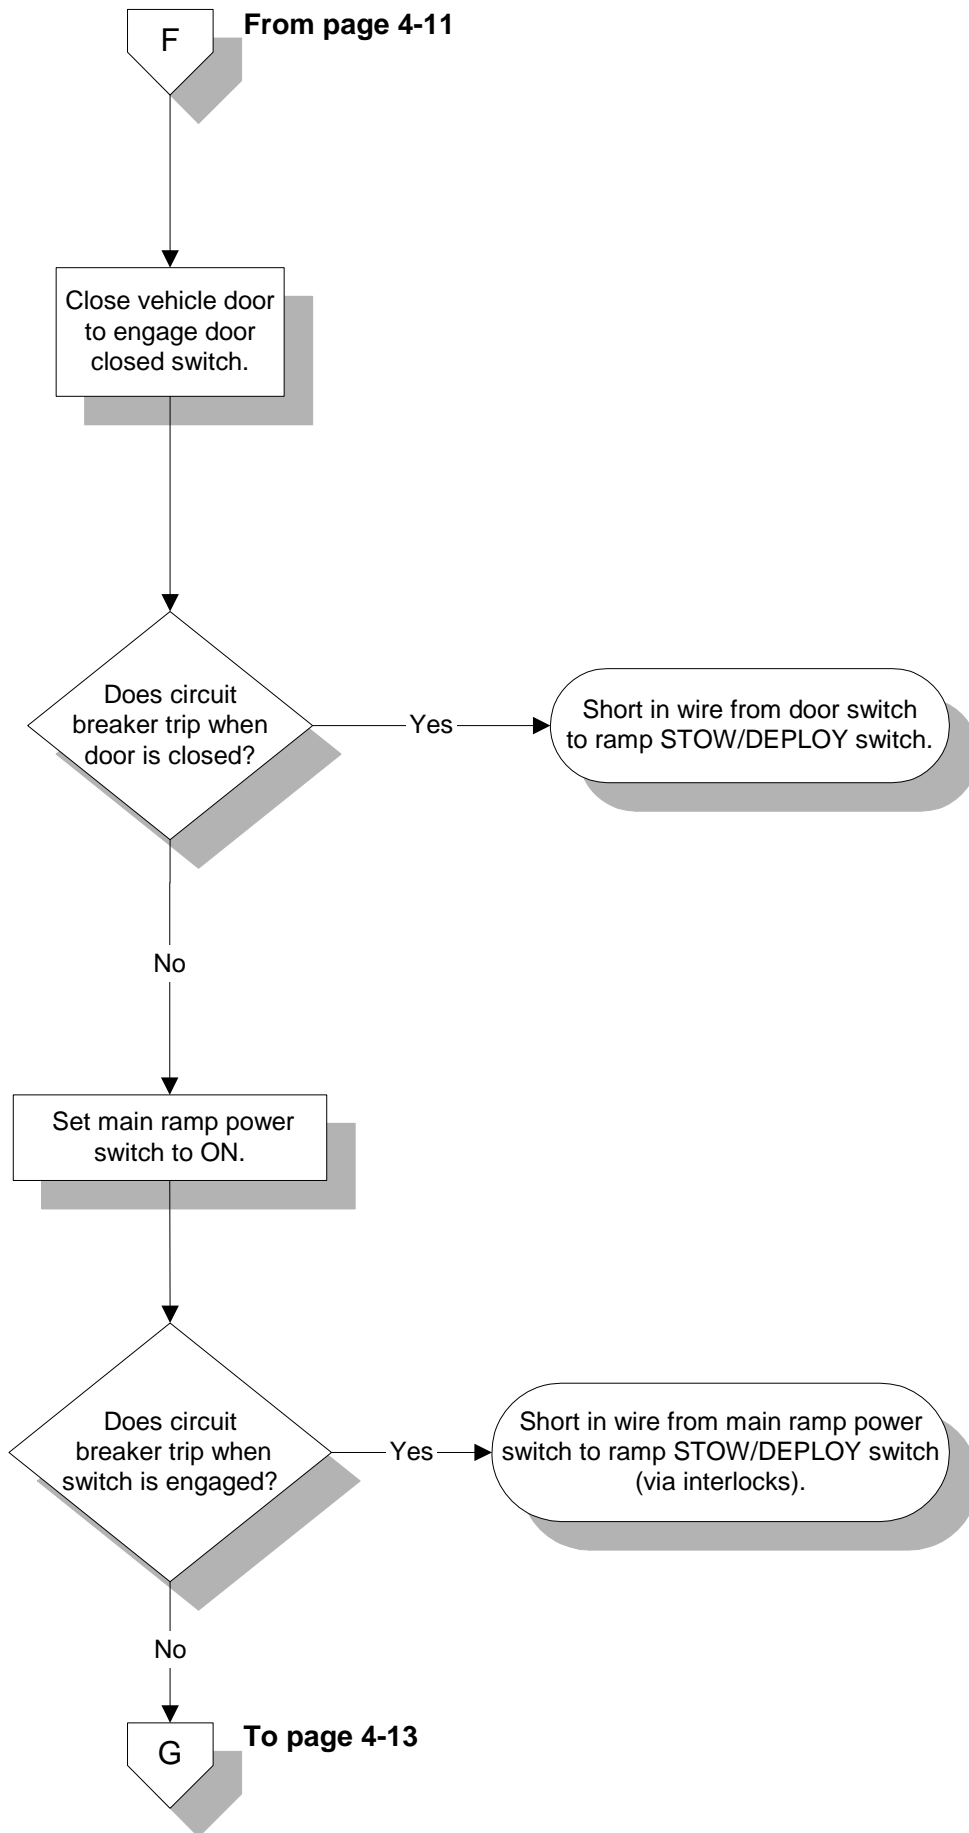 F
From page 4-11
Close vehicle door
to engage door
closed switch.
Does circuit
breaker trip when
door is closed?
Yes
Short in wire from door switch
to ramp STOW/DEPLOY switch.
No
Set main ramp power
switch to ON.
Does circuit
breaker trip when
switch is engaged?
Yes
Short in wire from main ramp power
switch to ramp STOW/DEPLOY switch
(via interlocks).
No
G
To page 4-13